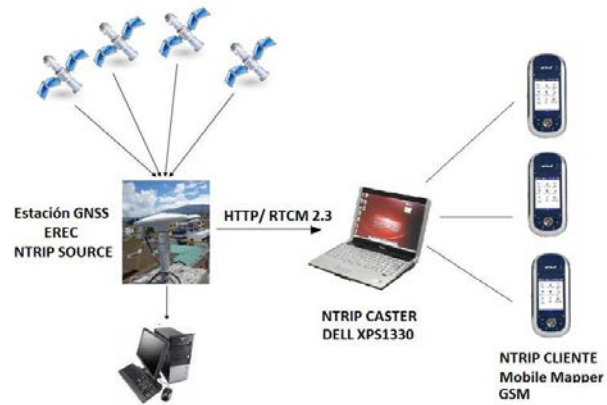 Estación GNSS
EREC
NTRIP SOURCE
HTTP/ RTCM 2.3
NTRIP CASTER
DELL XPS1330
NTRIP CLIENTE
Mobile Mapper
GSM